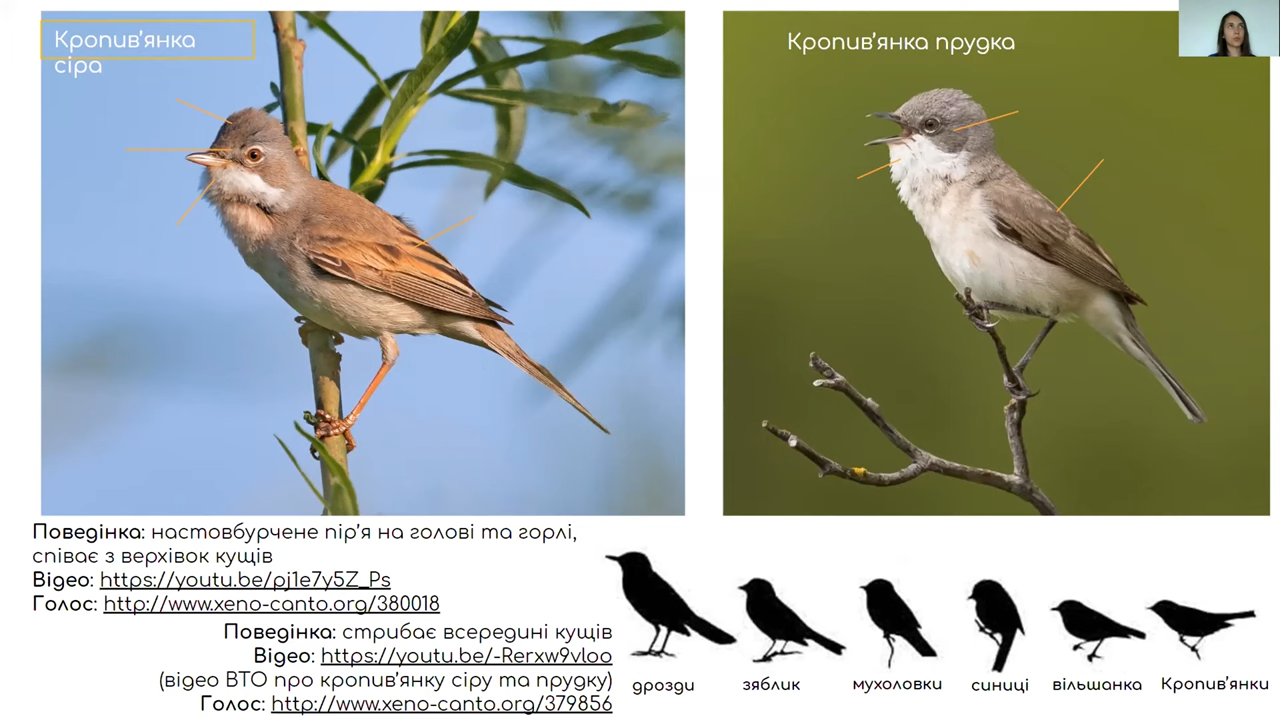 Кропив’янка
сіра
Кропив’янка прудка
Поведінка: настовбурчене пір’я на голові та горлі,
співає з верхівок кущів
Відео: https://youtu.be/pj1e7y5Z_Ps
Голос: http://www.xeno-canto.org/380018
Поведінка: стрибає всередині кущів
Відео: https://youtu.be/-Rerxw9vloo
(відео ВТО про кропив’янку сіру та прудку)
Голос: http://www.xeno-canto.org/379856
дрозди
зяблик
мухоловки
синиці
вільшанка
Кропив’янки